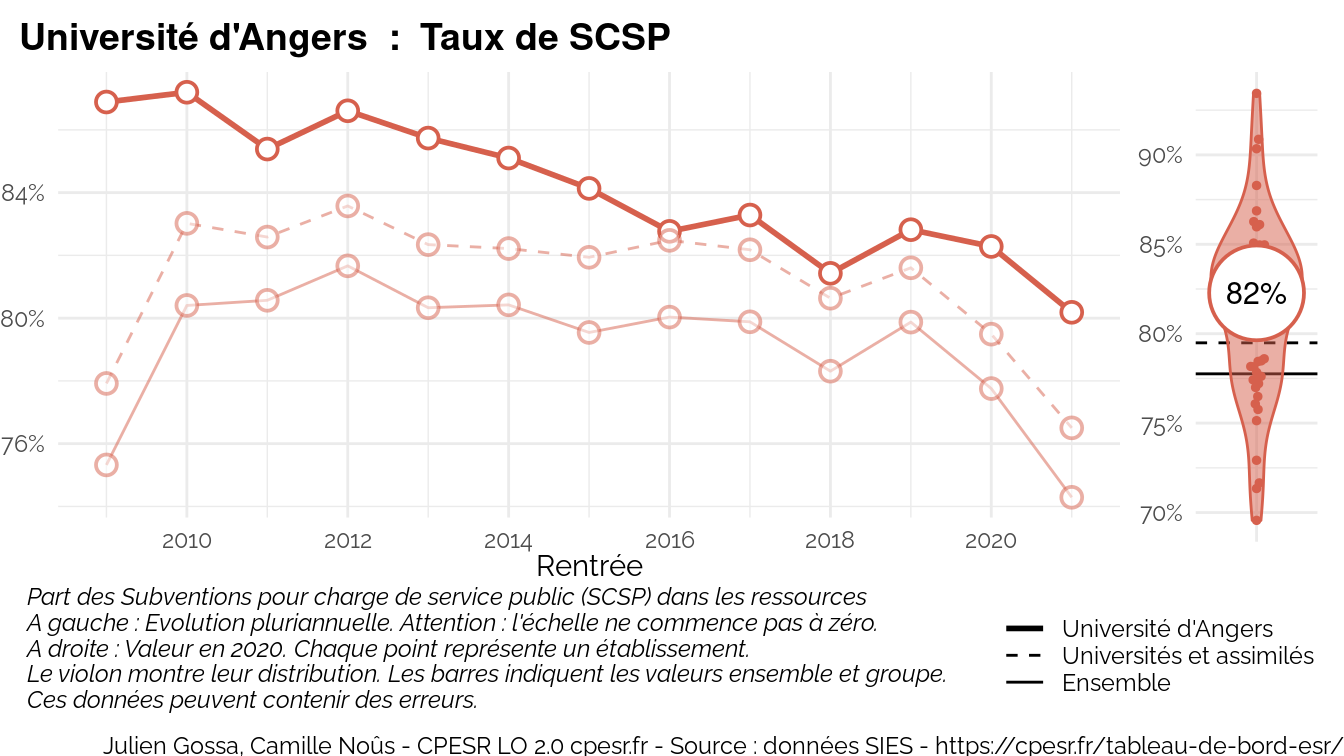 Université d'Angers : Taux de SCSP
84%
80%
76%
2010 2012 2014 2016 2018 2020
Rentrée
90%
85%
82%
80%
75%
70%
Part des Subventions pour charge de service public (SCSP) dans les ressources
A gauche : Evolution pluriannuelle. Attention : l'échelle ne commence pas à zéro.
A droite : Valeur en 2020. Chaque point représente un établissement.
Le violon montre leur distribution. Les barres indiquent les valeurs ensemble et groupe.
Ces données peuvent contenir des erreurs.
Université d'Angers
Universités et assimilés
Ensemble
Julien Gossa, Camille Noûs - CPESR LO 2.0 cpesr.fr - Source : données SIES - https://cpesr.fr/tableau-de-bord-esr/